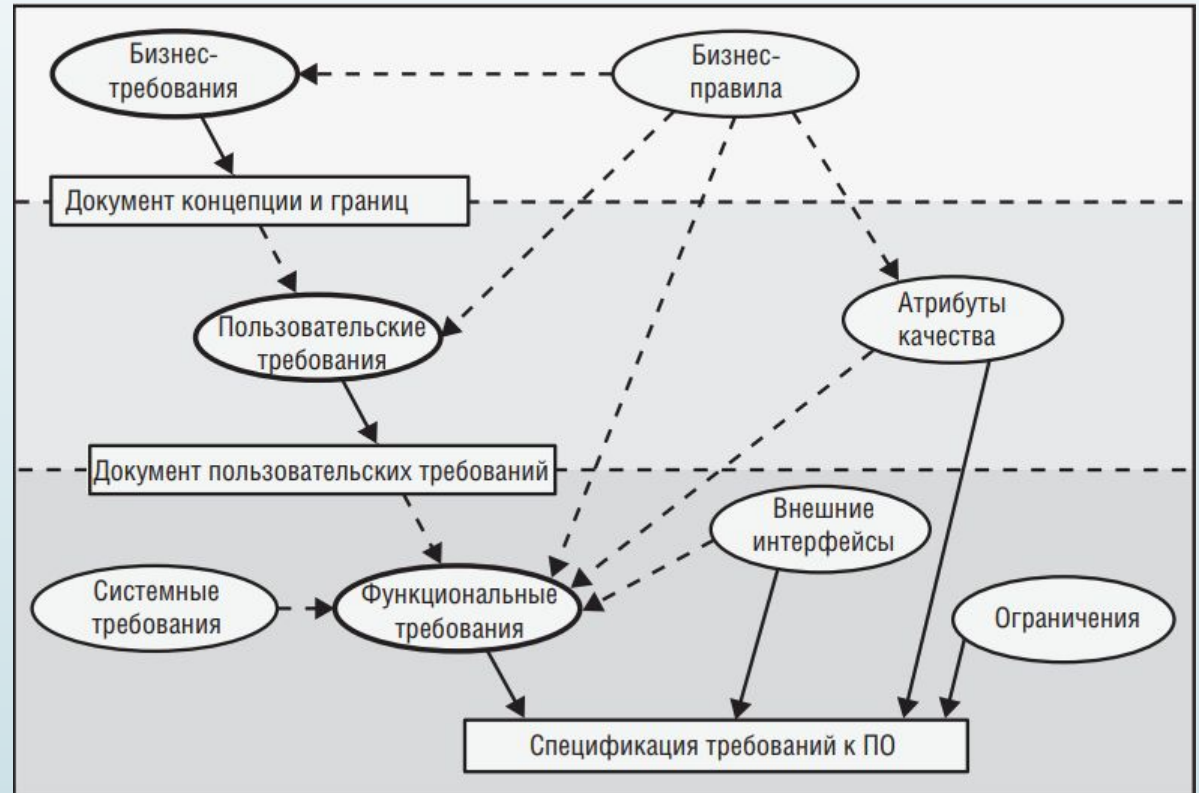 Бизнес-
требования
Бизнес-
правила
Документ концепции и границ
Пользовательские
требования
Атрибуты
качества
Документ пользовательских требований
Внешние
интерфейсы
Системные
требования
Функциональные
требования
Ограничения
Спецификация требований к ПО